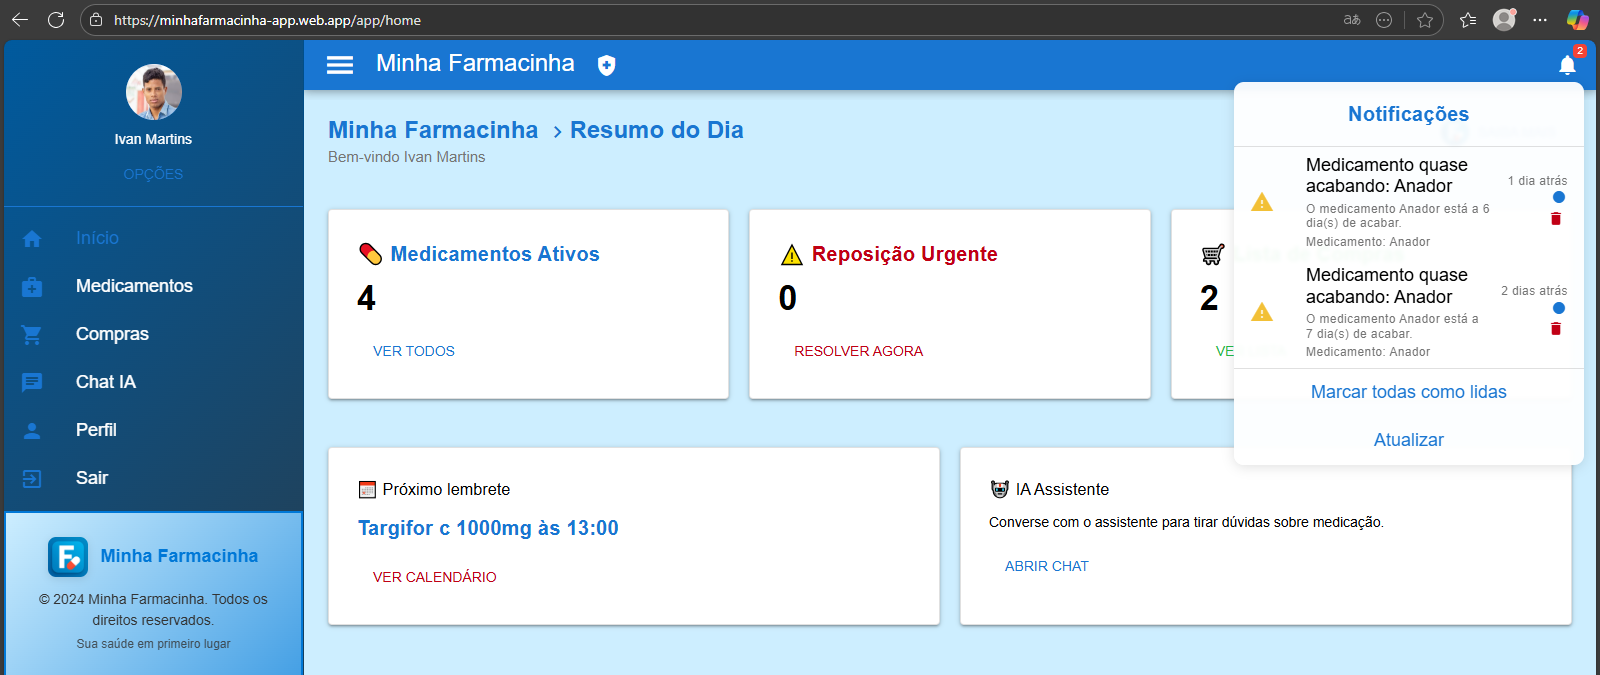 https://minhafarmacinha-app.web.app/app/home
aあ
Minha Farmacinha
2
Ivan Martins
OPÇÕES
Início
Medicamentos
Compras
Chat IA
Perfil
Sair
Minha Farmacinha
© 2024 Minha Farmacinha. Todos os
direitos reservados.
Sua saúde em primeiro lugar
Minha Farmacinha > Resumo do Dia
Bem-vindo Ivan Martins
Medicamentos Ativos
4
VER TODOS
Reposição Urgente
0
RESOLVER AGORA
Lista de Compras
2
VE
Próximo lembrete
Targifor c 1000mg às 13:00
VER CALENDÁRIO
IA Assistente
Converse com o assistente para tirar dúvidas sobre medicação.
ABRIR CHAT
Notificações
Medicamento quase
acabando: Anador
1 dia atrás
O medicamento Anador está a 6
dia(s) de acabar.
Medicamento: Anador
Medicamento quase
acabando: Anador
2 dias atrás
O medicamento Anador está a
7 dia(s) de acabar.
Medicamento: Anador
Marcar todas como lidas
Atualizar